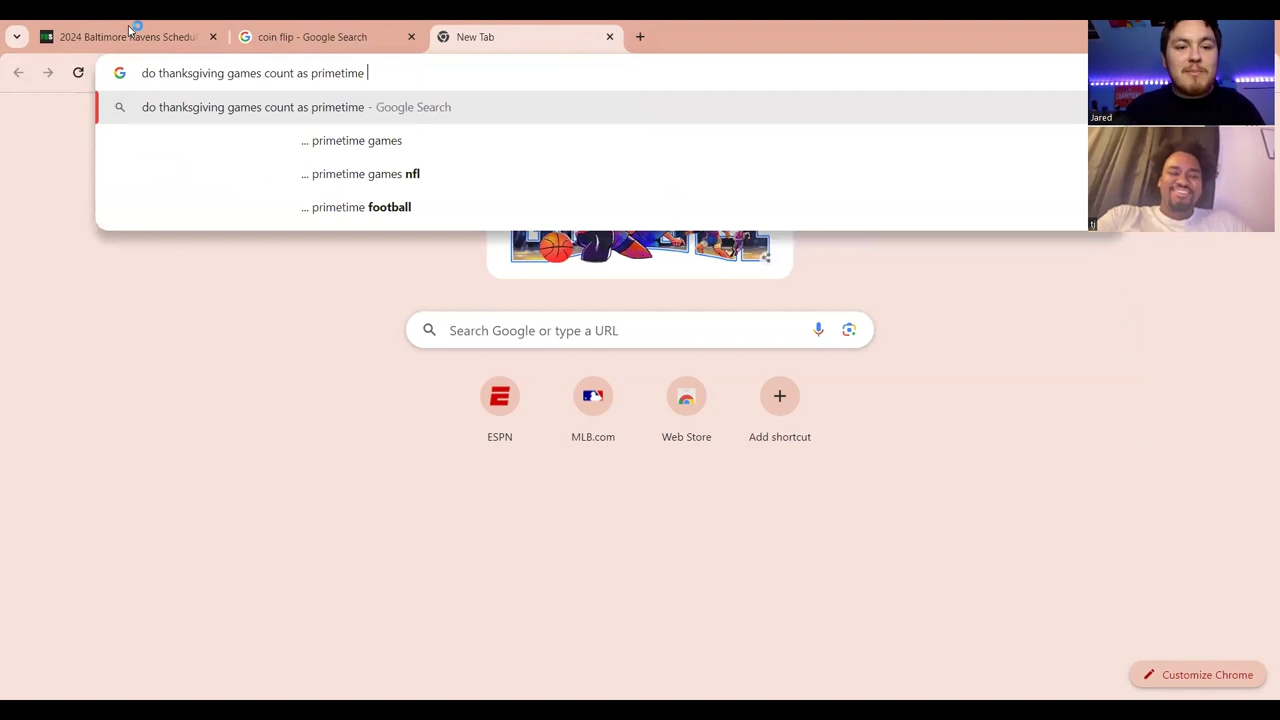 2024 Baltimore Ravens Schedul
coin flip - Google Search
New Tab
do thanksgiving games count as primetime
do thanksgiving games count as primetime - Google Search
... primetime games
... primetime games nfl
... primetime football
Jared
tj
Search Google or type a URL
ESPN
MLB.com
Web Store
Add shortcut
Customize Chrome